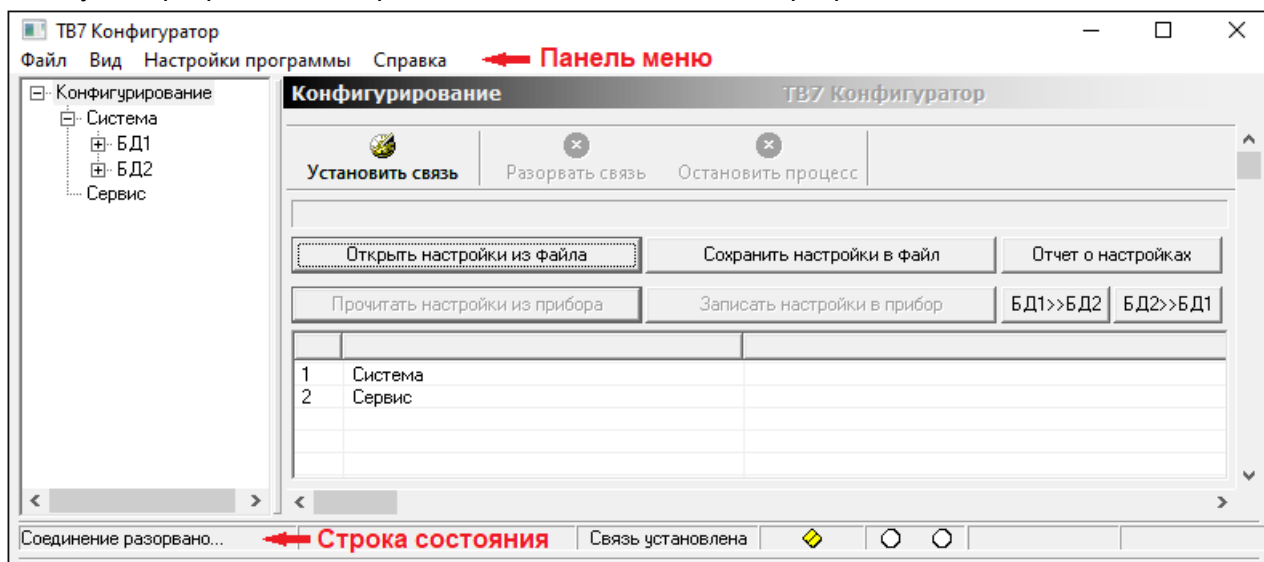 ТВ7 Конфигуратор
Файл Вид Настройки программы Справка Панель меню
Конфигурирование
Система
БД1
БД2
Сервис
Конфигурирование ТВ7 Конфигуратор
Установить связь Разорвать связь Остановить процесс
Открыть настройки из файла Сохранить настройки в файл Отчет о настройках
Прочитать настройки из прибора Записать настройки в прибор БД1>>БД2 БД2>>БД1
1 Система
2 Сервис
Соединение разорвано... Строка состояния Связь установлена